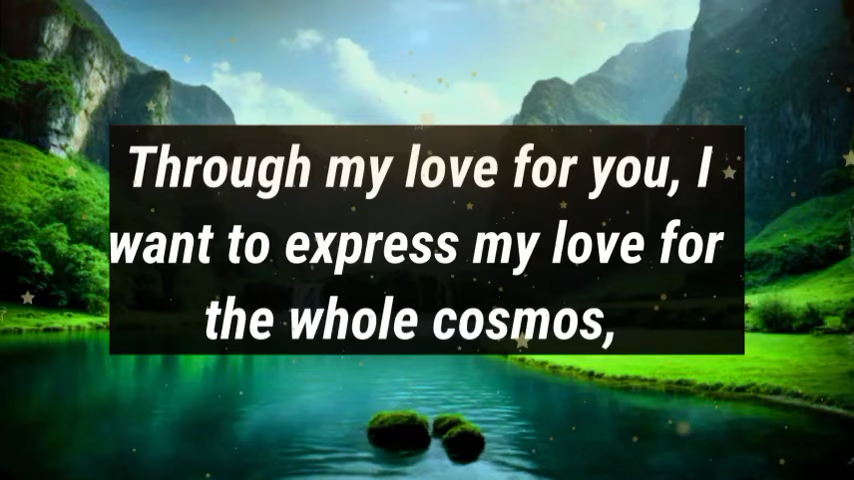 Through my love for you, I
want to express my love for
the whole cosmos,